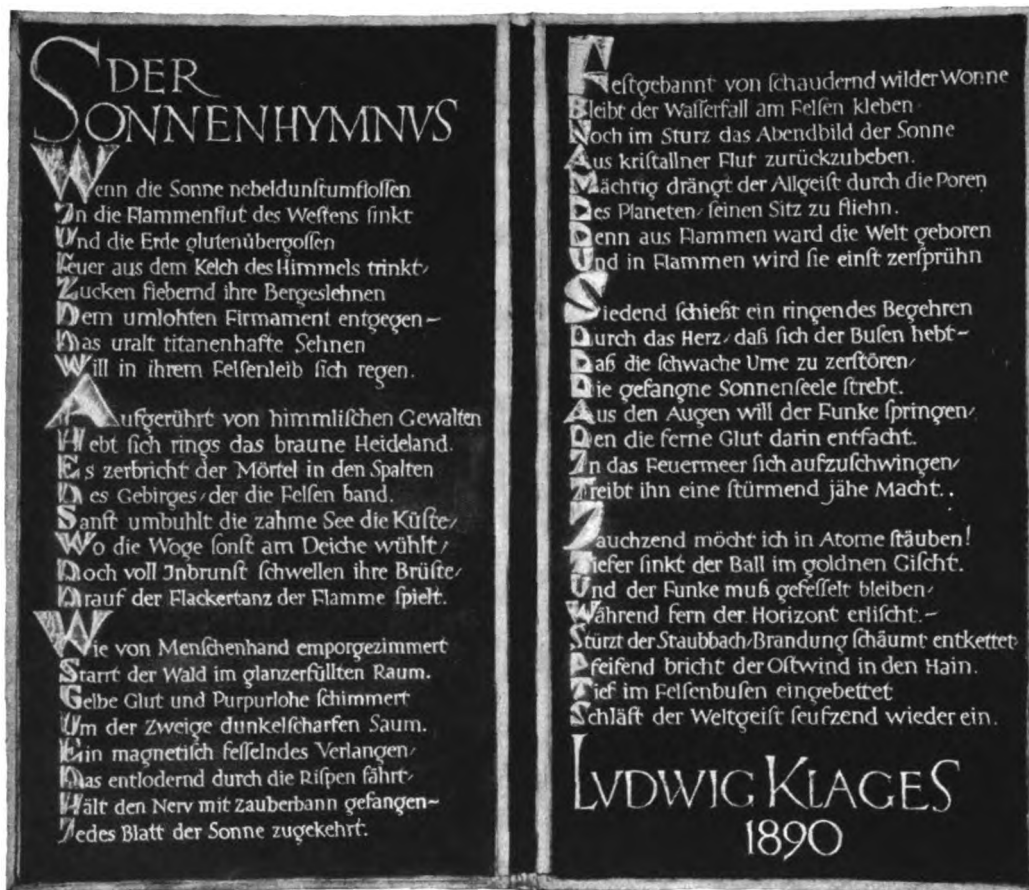 DER
SONNENHYMNVS
Wenn die Sonne nebeldunſtumfloſſen
In die Flammenflut des Weſtens ſinkt
Und die Erde glutenübergoſſen
Feuer aus dem Kelch des Himmels trinkt/
Zucken fiebernd ihre Bergeslehnen
Dem umlohten Firmament entgegen–
Das uralt titanenhafte Sehnen
Will in ihrem Felſenleib ſich regen.
Aufgerührt von himmliſchen Gewalten
Hebt ſich rings das braune Heideland.
Es zerbricht der Mörtel in den Spalten
Des Gebirges/ der die Felſen band.
Sanft umbuhlt die zahme See die Küſte/
Wo die Woge ſonſt am Deiche wühlt/
Doch voll Inbrunſt ſchwellen ihre Brüſte/
Drauf der Flackertanz der Flamme ſpielt.
Wie von Menſchenhand emporgezimmert
Starrt der Wald im glanzerfüllten Raum.
Gelbe Glut und Purpurlohe ſchimmert
Um der Zweige dunkelſcharfen Saum.
Ein magnetiſch feſſelndes Verlangen/
Das entlodernd durch die Riſpen fährt/
Hält den Nerv mit Zauberbann gefangen–
Jedes Blatt der Sonne zugekehrt.
Feſtgebannt von ſchaudernd wilder Wonne
Bleibt der Waſſerfall am Felſen kleben
Noch im Sturz das Abendbild der Sonne
Aus kriſtallner Flut zurückzubeben.
Mächtig drängt der Allgeiſt durch die Poren
Des Planeten/ ſeinen Sitz zu fliehn.
Denn aus Flammen ward die Welt geboren
Und in Flammen wird ſie einſt zerſprühn
Siedend ſchießt ein ringendes Begehren
Durch das Herz/ daß ſich der Buſen hebt–
Daß die ſchwache Urne zu zerſtören/
Die gefangne Sonnenſeele ſtrebt.
Aus den Augen will der Funke ſpringen/
Den die ferne Glut darin entfacht.
In das Feuermeer ſich aufzuſchwingen/
Treibt ihn eine ſtürmend jähe Macht..
Jauchzend möcht ich in Atome ſtäuben!
Tiefer ſinkt der Ball im goldnen Giſcht.
Und der Funke muß gefeſſelt bleiben/
Während fern der Horizont erliſcht.–
Stürzt der Staubbach/ Brandung ſchäumt entkettet
Pfeifend bricht der Oſtwind in den Hain.
Tief im Felſenbuſen eingebettet
Schläft der Weltgeiſt ſeufzend wieder ein.
LVDWIG KLAGES
1890